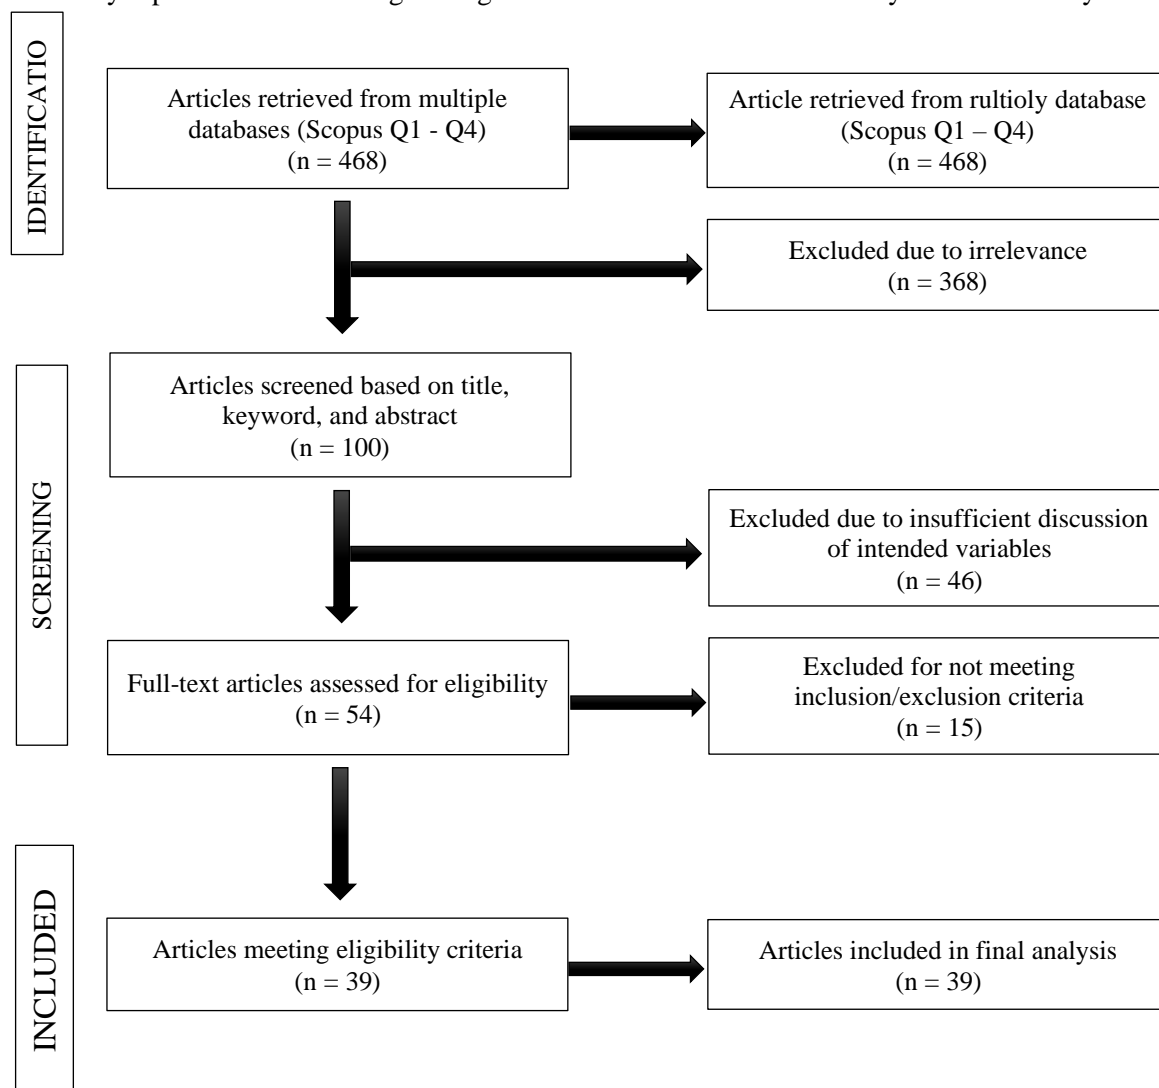 IDENTIFICATIO
Articles retrieved from multiple
databases (Scopus Q1 - Q4)
(n = 468)
Article retrieved from rultioly database
(Scopus Q1 – Q4)
(n = 468)
Excluded due to irrelevance
(n = 368)
SCREENING
Articles screened based on title,
keyword, and abstract
(n = 100)
Excluded due to insufficient discussion
of intended variables
(n = 46)
Full-text articles assessed for eligibility
(n = 54)
Excluded for not meeting
inclusion/exclusion criteria
(n = 15)
INCLUDED
Articles meeting eligibility criteria
(n = 39)
Articles included in final analysis
(n = 39)